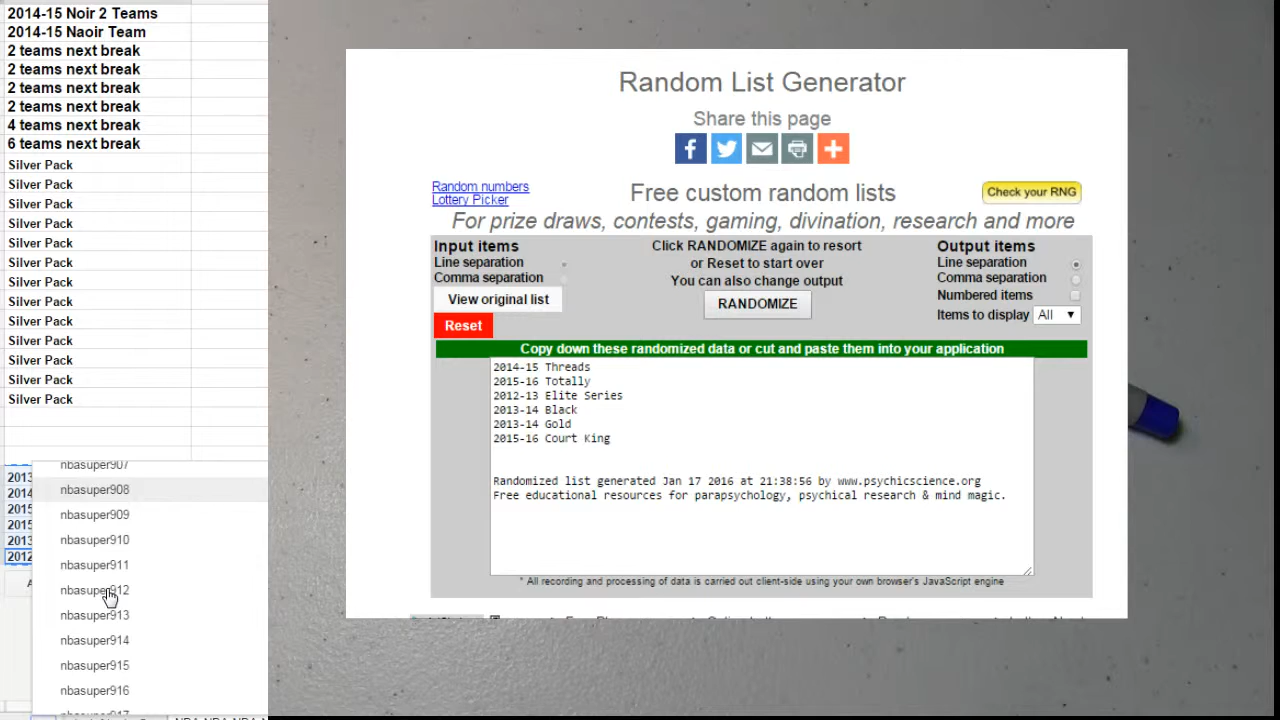 2014-15 Noir 2 Teams
2014-15 Naoir Team
2 teams next break
2 teams next break
2 teams next break
2 teams next break
4 teams next break
6 teams next break
Silver Pack
Silver Pack
Silver Pack
Silver Pack
Silver Pack
Silver Pack
Silver Pack
Silver Pack
Silver Pack
Silver Pack
Silver Pack
Silver Pack
Silver Pack
2013
2014
2015
2015
2013
2012
nbasuper907
nbasuper908
nbasuper909
nbasuper910
nbasuper911
nbasuper912
nbasuper913
nbasuper914
nbasuper915
nbasuper916
nbasuper917
Random List Generator
Share this page
Random numbers
Lottery Picker
Free custom random lists
Check your RNG
For prize draws, contests, gaming, divination, research and more
Input items
Line separation
Comma separation
View original list
Reset
Click RANDOMIZE again to resort
or Reset to start over
You can also change output
RANDOMIZE
Output items
Line separation
Comma separation
Numbered items
Items to display All
Copy down these randomized data or cut and paste them into your application
2014-15 Threads
2015-16 Totally
2012-13 Elite Series
2013-14 Black
2013-14 Gold
2015-16 Court King
Randomized list generated Jan 17 2016 at 21:38:56 by www.psychicscience.org
Free educational resources for parapsychology, psychical research & mind magic.
* All recording and processing of data is carried out client-side using your own browser's JavaScript engine